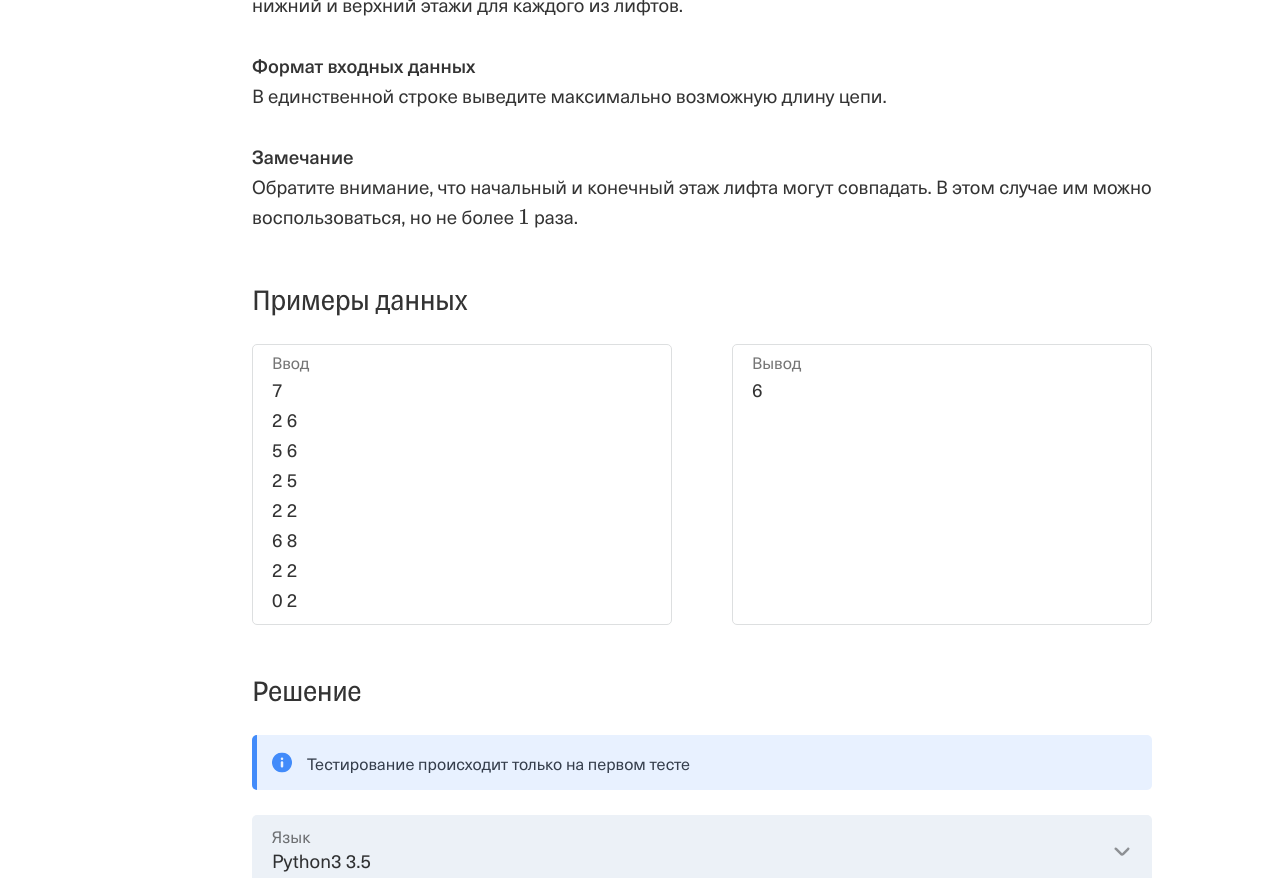 нижний и верхний этажи для каждого из лифтов.
Формат входных данных
В единственной строке выведите максимально возможную длину цепи.
Замечание
Обратите внимание, что начальный и конечный этаж лифта могут совпадать. В этом случае им можно
воспользоваться, но не более 1 раза.
Примеры данных
Ввод
7
2 6
5 6
2 5
2 2
6 8
2 2
0 2
Вывод
6
Решение
Тестирование происходит только на первом тесте
Язык
Python3 3.5